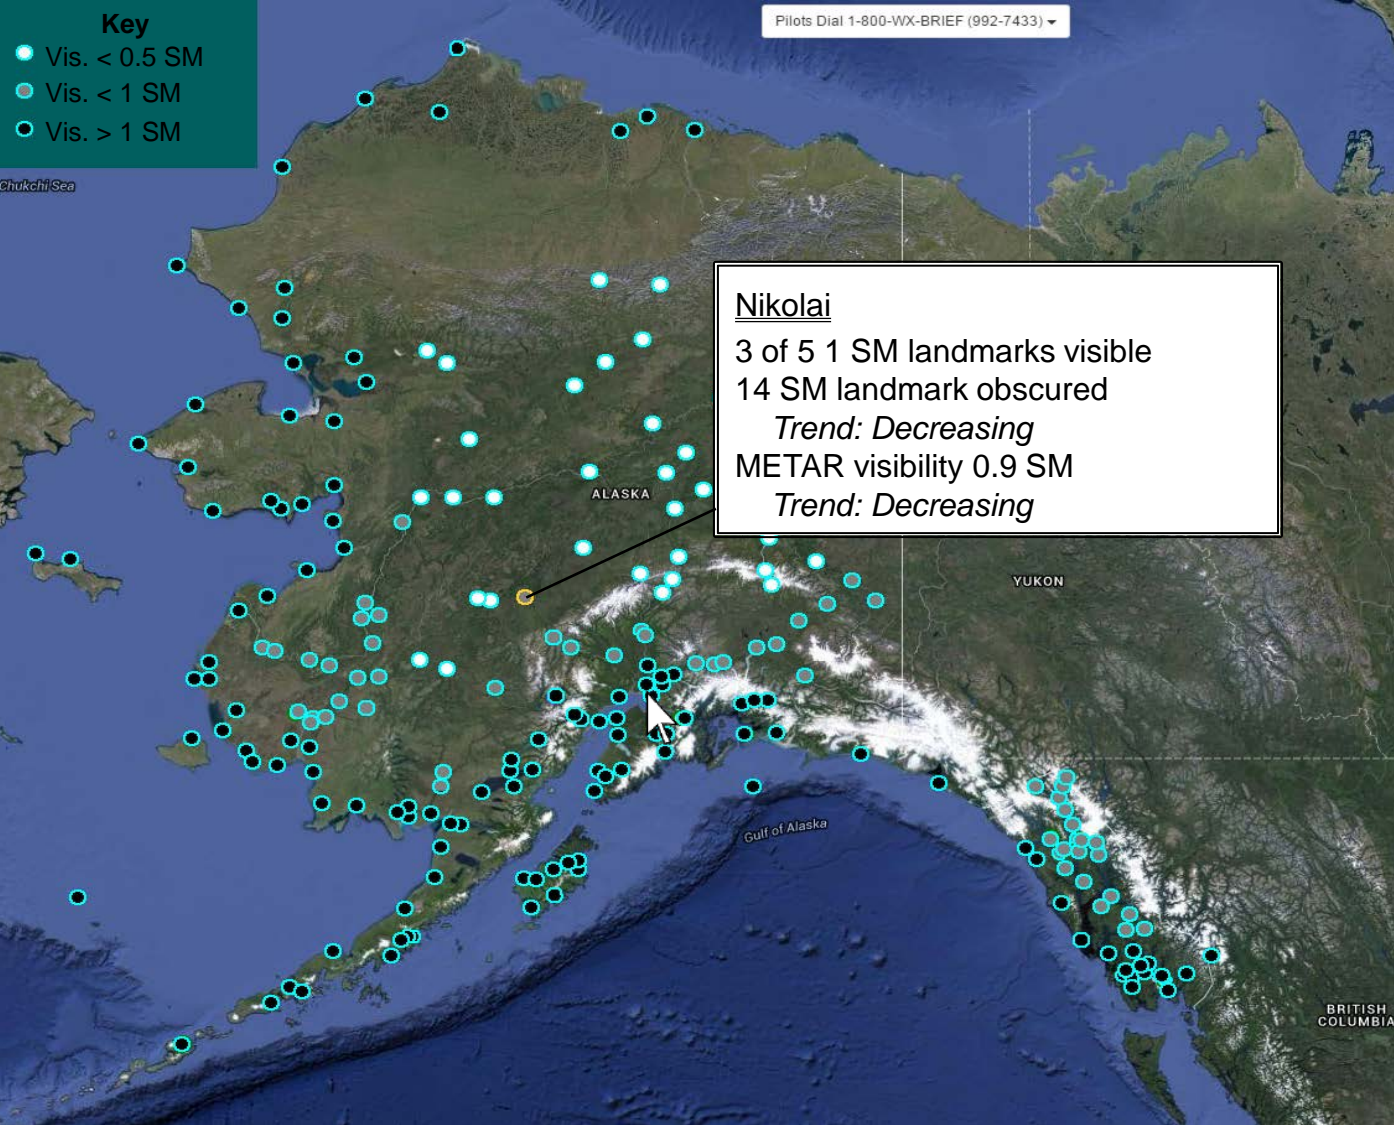 Key
Vis. < 0.5 SM
Vis. < 1 SM
Vis. > 1 SM
Pilots Dial 1-800-WX-BRIEF (992-7433)
Chukchi Sea
Nikolai
3 of 5 1 SM landmarks visible
14 SM landmark obscured
Trend: Decreasing
METAR visibility 0.9 SM
Trend: Decreasing
ALASKA
YUKON
Gulf of Alaska
BRITISH
COLUMBIA